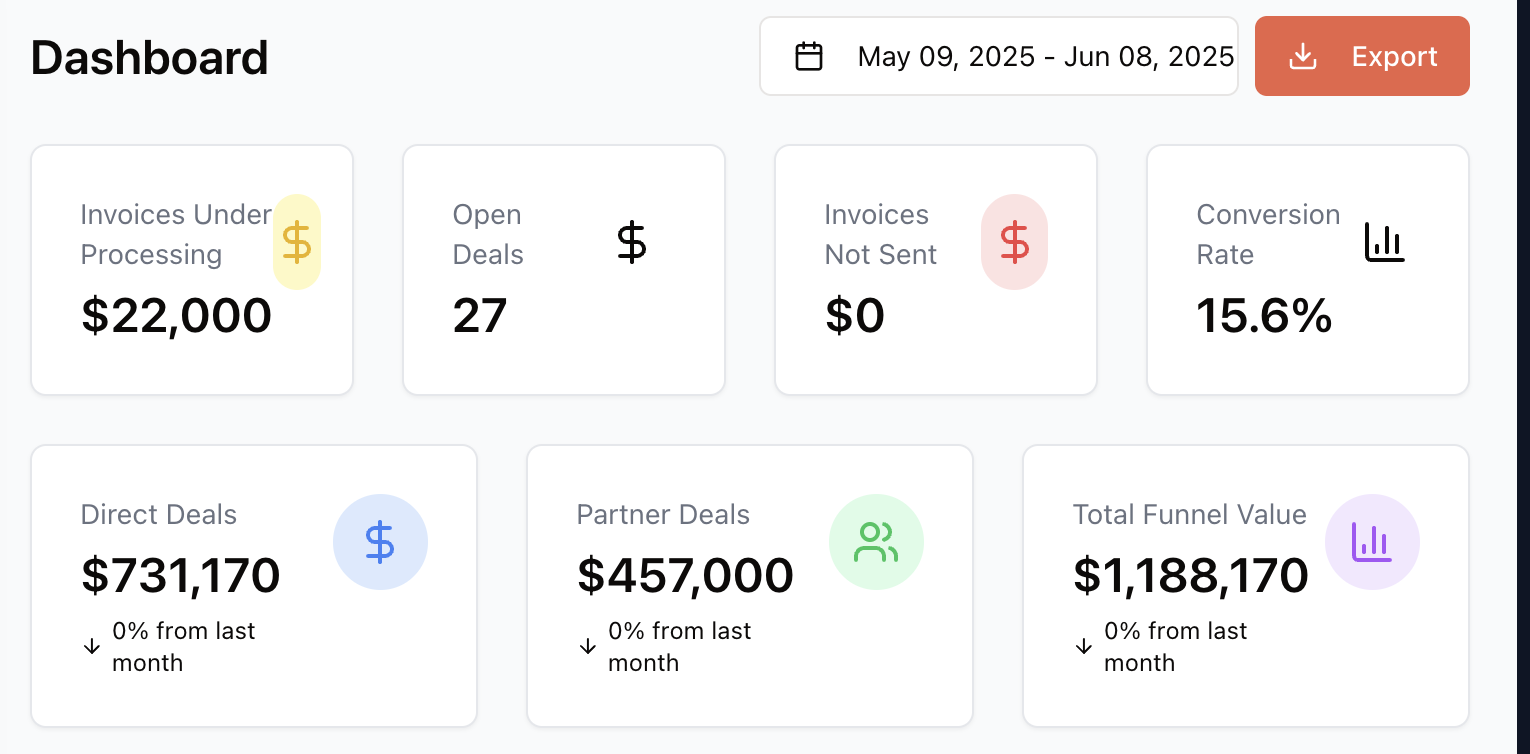 Dashboard
May 09, 2025 - Jun 08, 2025
Export
Invoices Under
Processing
$22,000
Open
Deals
27
Invoices
Not Sent
$0
Conversion
Rate
15.6%
Direct Deals
$731,170
0% from last
month
Partner Deals
$457,000
0% from last
month
Total Funnel Value
$1,188,170
0% from last
month